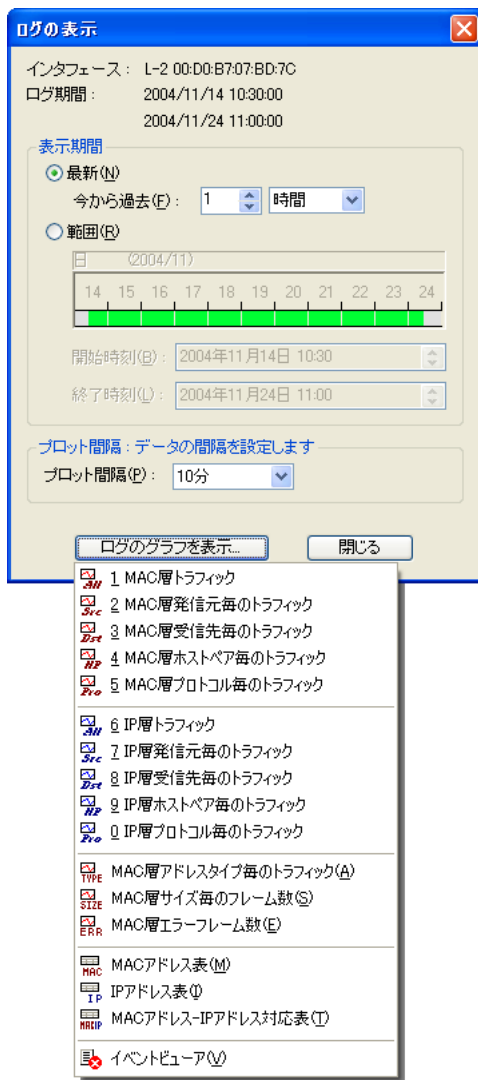 ログの表示
インタフェース： L-2 00:D0:B7:07:BD:7C
ログ期間： 2004/11/14 10:30:00
2004/11/24 11:00:00
表示期間
最新(N)
今から過去(F)： 1 時間
範囲(R)
日 (2004/11)
14 15 16 17 18 19 20 21 22 23 24
開始時刻(B)： 2004年11月14日 10:30
終了時刻(L)： 2004年11月24日 11:00
プロット間隔：データの間隔を設定します
プロット間隔(P)： 10分
ログのグラフを表示... 閉じる
All 1 MAC層トラフィック
Src 2 MAC層発信元毎のトラフィック
Dst 3 MAC層受信先毎のトラフィック
HP 4 MAC層ホストペア毎のトラフィック
Pro 5 MAC層プロトコル毎のトラフィック
All 6 IP層トラフィック
Src 7 IP層発信元毎のトラフィック
Dst 8 IP層受信先毎のトラフィック
HP 9 IP層ホストペア毎のトラフィック
Pro 0 IP層プロトコル毎のトラフィック
TYPE MAC層アドレスタイプ毎のトラフィック(A)
SIZE MAC層サイズ毎のフレーム数(S)
ERR MAC層エラーフレーム数(E)
MAC MACアドレス表(M)
IP IPアドレス表(I)
MACIP MACアドレス-IPアドレス対応表(T)
イベントビューア(V)